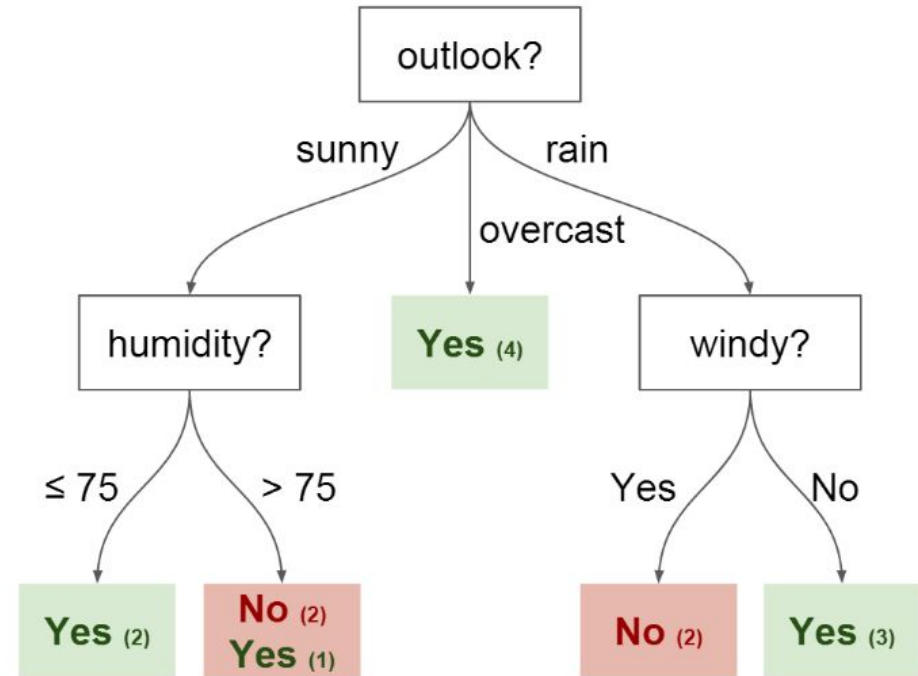 outlook?
sunny
rain
overcast
humidity?
Yes (4)
windy?
≤ 75
> 75
Yes
No
Yes (2)
No (2)
Yes (1)
No (2)
Yes (3)